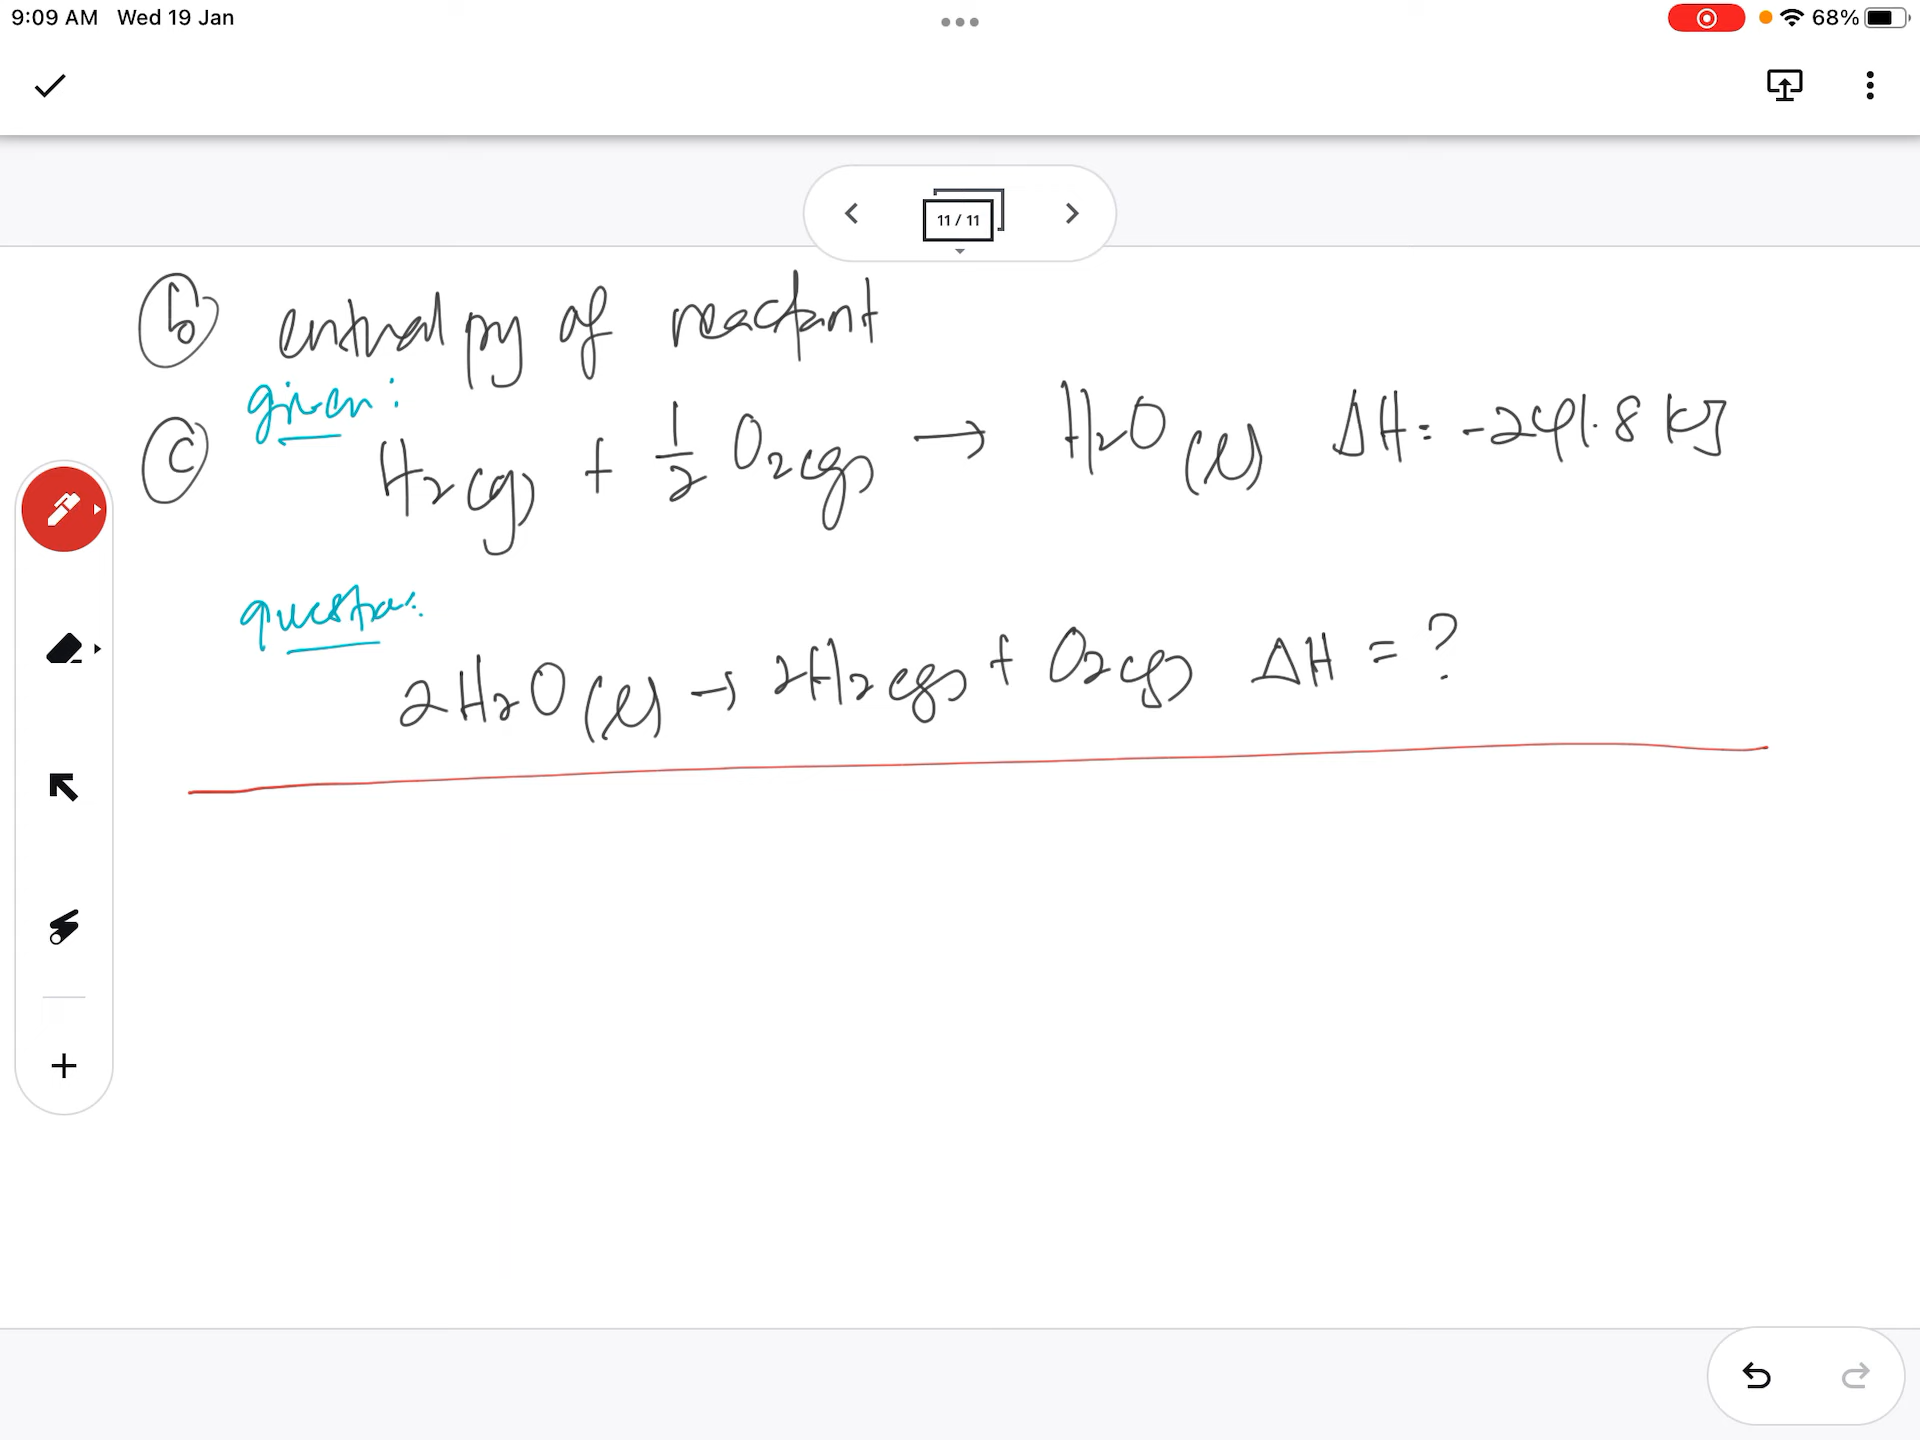 9:09 AM Wed 19 Jan
68%
11 / 11
b enthalpy of reactant
given:
c H₂(g) + 1/2 O₂(g) → H₂O (l) ΔH = -241.8 kJ
question:
2H₂O (l) → 2H₂(g) + O₂(g) ΔH = ?